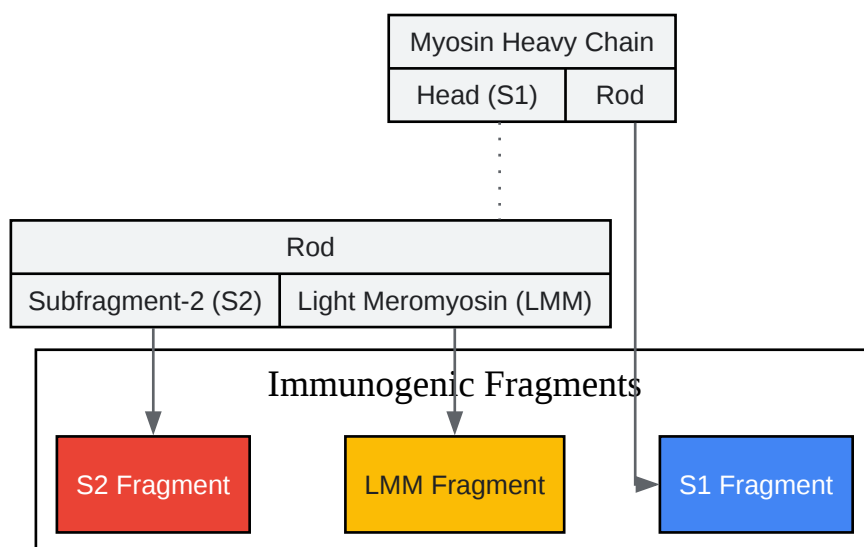 Myosin Heavy Chain
Head (S1)
Rod
Rod
Subfragment-2 (S2)
Light Meromyosin (LMM)
Immunogenic Fragments
S2 Fragment
LMM Fragment
S1 Fragment